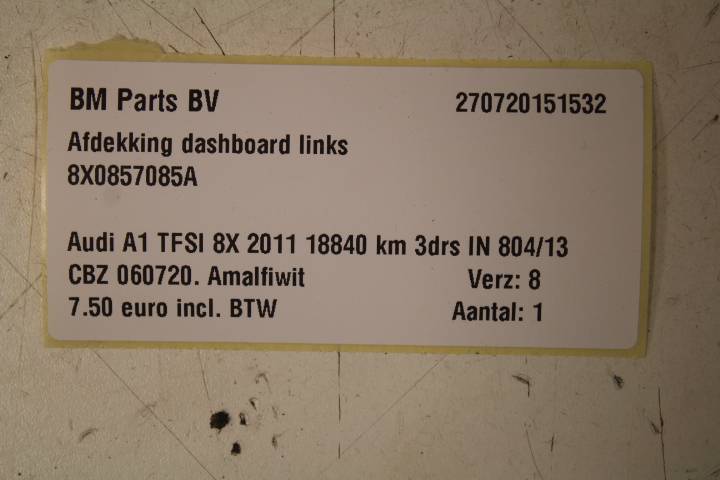 BM Parts BV 270720151532
Afdekking dashboard links
8X0857085A
Audi A1 TFSI 8X 2011 18840 km 3drs IN 804/13
CBZ 060720. Amalfiwit Verz: 8
7.50 euro incl. BTW Aantal: 1